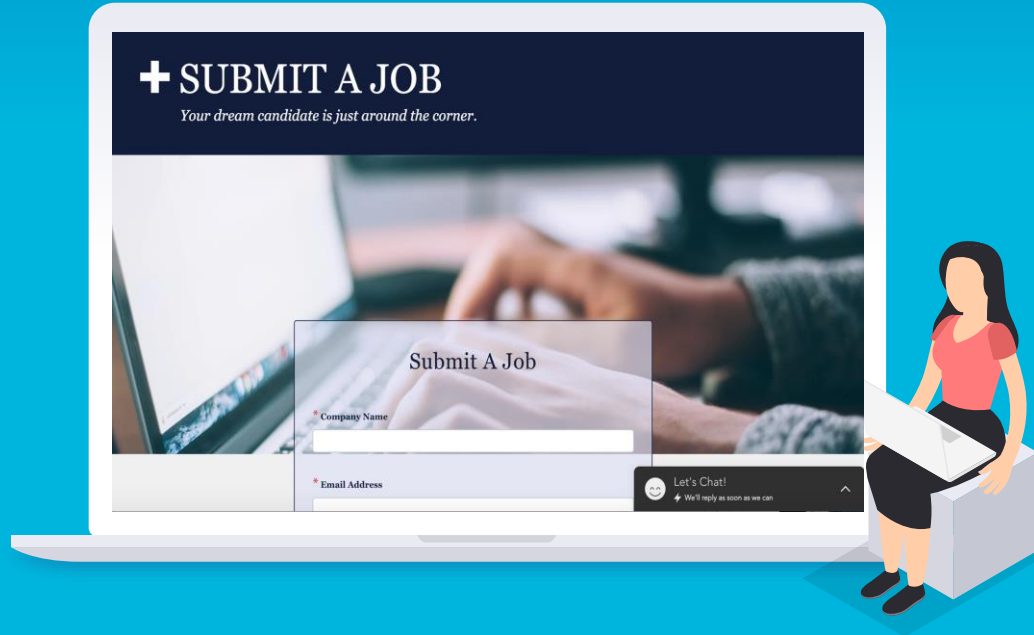 SUBMIT A JOB
Your dream candidate is just around the corner.
Submit A Job
* Company Name
* Email Address
Let's Chat!
We'll reply as soon as we can